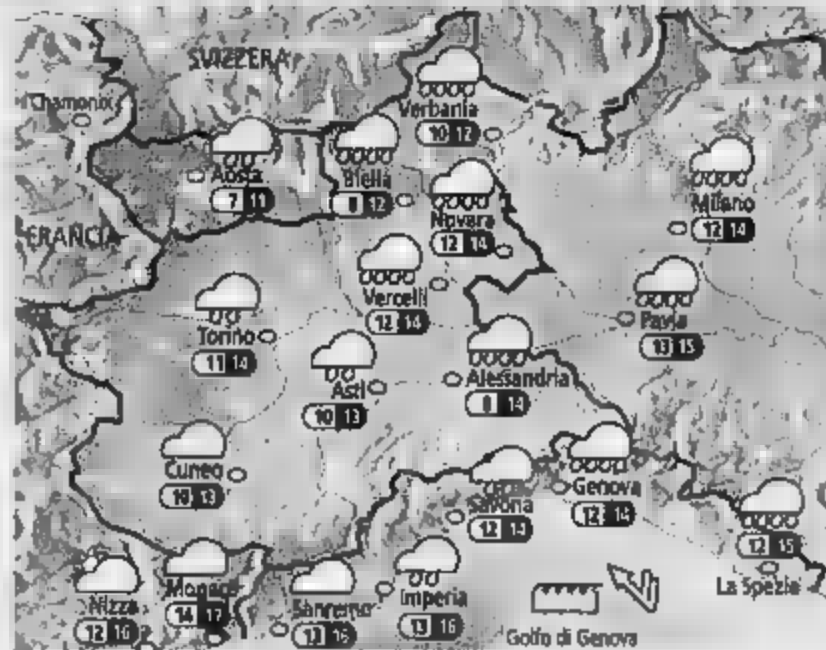 SVIZZERA
Chamonix
Verbania
10 12
Aosta
7 11
Biella
8 12
Novara
12 14
Milano
12 14
FRANCIA
Vercelli
12 14
Torino
11 14
Pavia
13 15
Asti
10 13
Alessandria
8 14
Cuneo
13
Savona
12
Genova
12 14
12 15
La Spezia
Nizza
12 16
Monaco
14 17
Sanremo
13 16
Imperia
13 16
Golfo di Genova